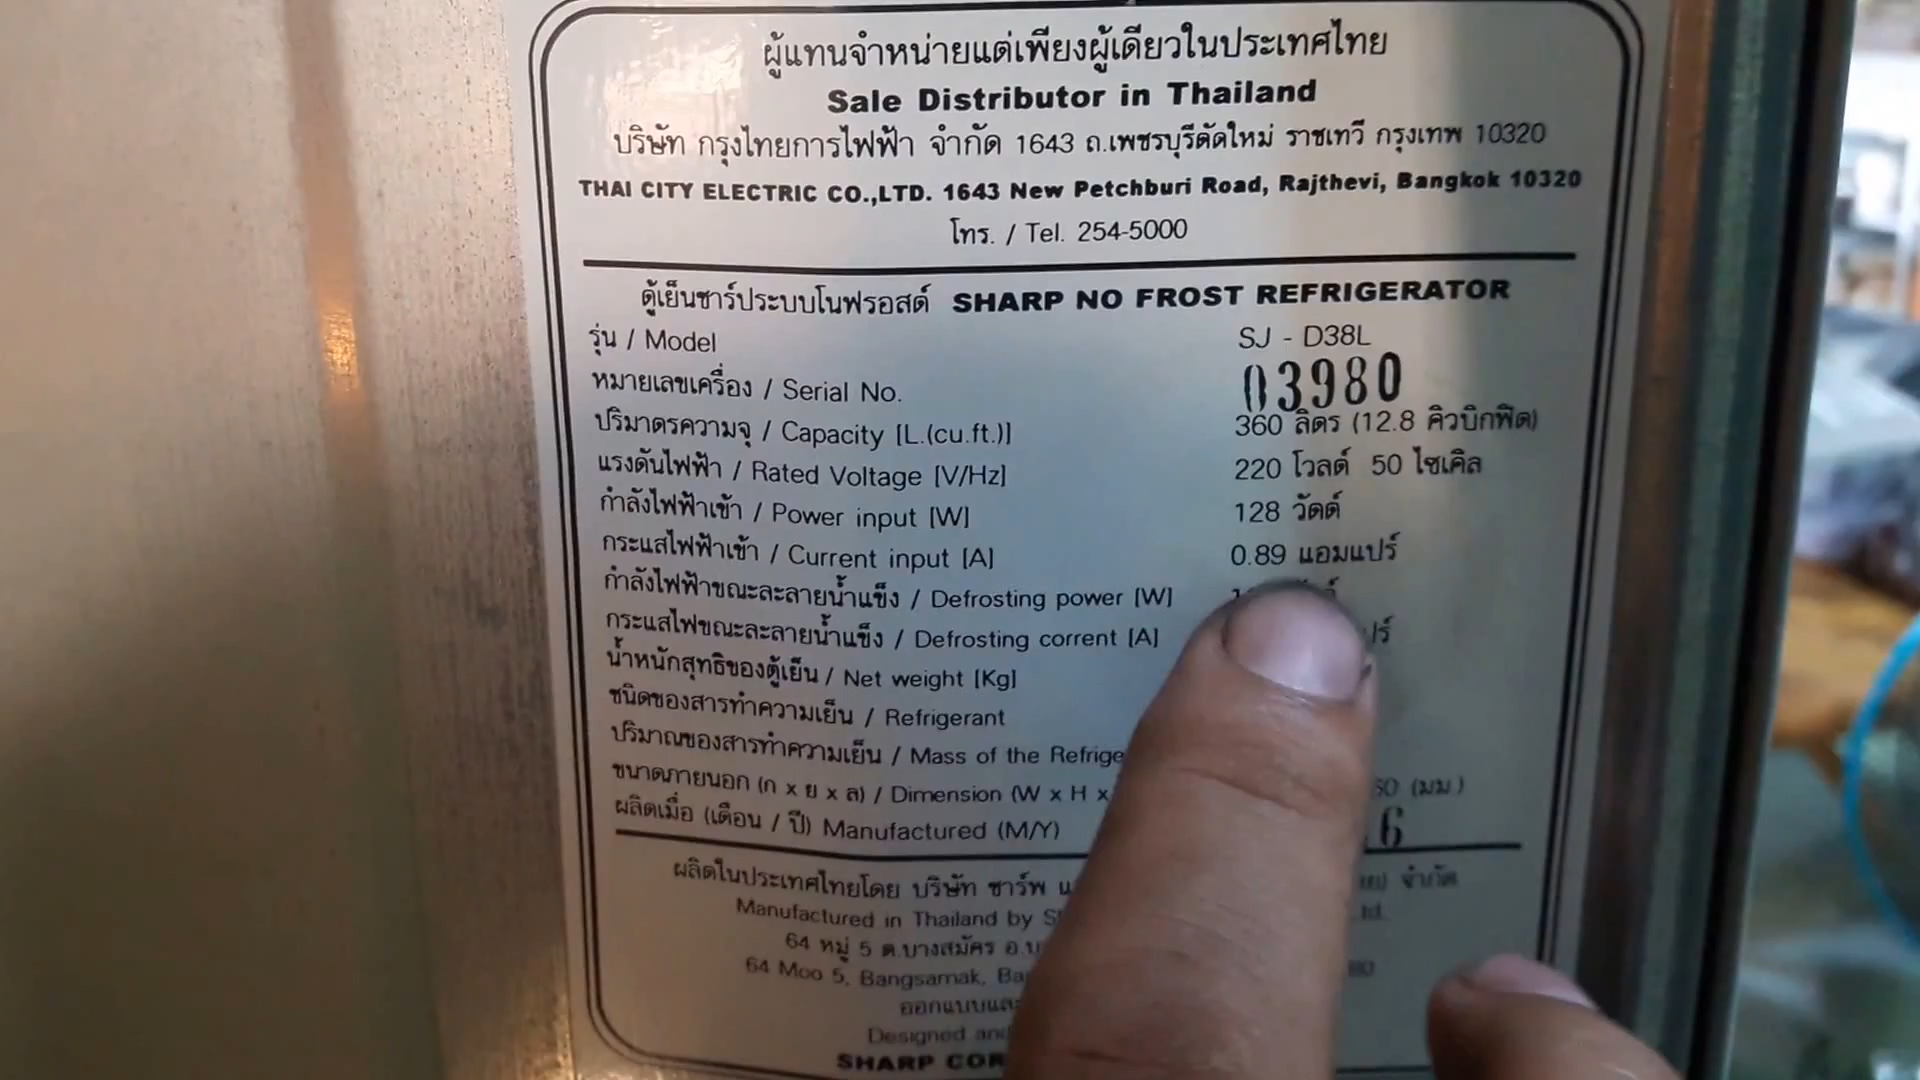 ผู้แทนจำหน่ายแต่เพียงผู้เดียวในประเทศไทย
Sale Distributor in Thailand
บริษัท กรุงไทยการไฟฟ้า จำกัด 1643 ถ.เพชรบุรีตัดใหม่ ราชเทวี กรุงเทพ 10320
THAI CITY ELECTRIC CO.,LTD. 1643 New Petchburi Road, Rajthevi, Bangkok 10320
โทร. / Tel. 254-5000
ตู้เย็นชาร์ประบบโนฟรอสต์ SHARP NO FROST REFRIGERATOR
รุ่น / Model SJ - D38L
หมายเลขเครื่อง / Serial No. 03980
ปริมาตรความจุ / Capacity [L.(cu.ft.)] 360 ลิตร (12.8 คิวบิกฟิต)
แรงดันไฟฟ้า / Rated Voltage [V/Hz] 220 โวลต์ 50 ไซเคิล
กำลังไฟฟ้าเข้า / Power input [W] 128 วัตต์
กระแสไฟฟ้าเข้า / Current input [A] 0.89 แอมแปร์
กำลังไฟฟ้าขณะละลายน้ำแข็ง / Defrosting power [W]
กระแสไฟขณะละลายน้ำแข็ง / Defrosting corrent [A]
น้ำหนักสุทธิของตู้เย็น / Net weight [Kg]
ชนิดของสารทำความเย็น / Refrigerant
ปริมาณของสารทำความเย็น / Mass of the
ขนาดภายนอก (ก x ย x ล) / Dimension (W x H x (มม.)
ผลิตเมื่อ (เดือน / ปี) Manufactured (M/Y) 6
ผลิตในประเทศไทยโดย บริษัท ชาร์พ จำกัด
Manufactured in Thailand by Ltd.
64 หมู่ 5 ต.บางสมัคร อ.
64 Moo 5, Bangsamak,
ออกแบบและ
Designed and
SHARP